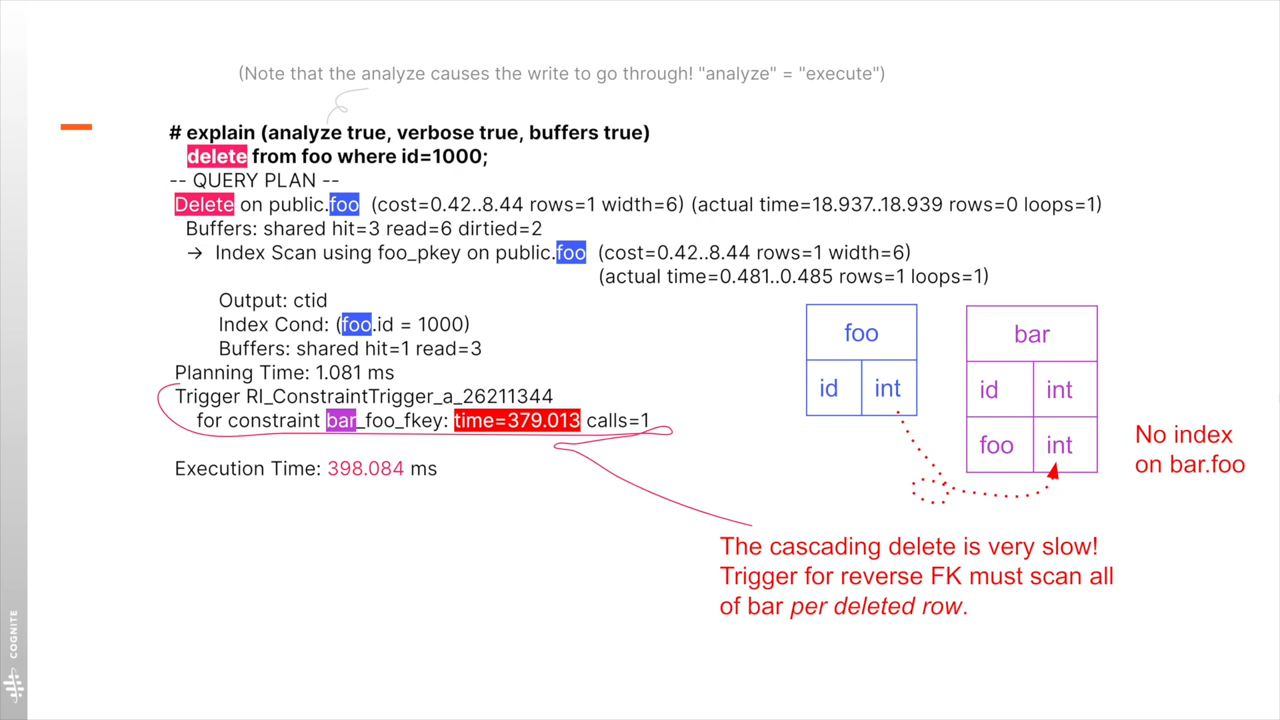 (Note that the analyze causes the write to go through! "analyze" = "execute")
# explain (analyze true, verbose true, buffers true)
delete from foo where id=1000;
-- QUERY PLAN --
Delete on public.foo (cost=0.42..8.44 rows=1 width=6) (actual time=18.937..18.939 rows=0 loops=1)
Buffers: shared hit=3 read=6 dirtied=2
→ Index Scan using foo_pkey on public.foo (cost=0.42..8.44 rows=1 width=6)
(actual time=0.481..0.485 rows=1 loops=1)
Output: ctid
Index Cond: (foo.id = 1000)
Buffers: shared hit=1 read=3
Planning Time: 1.081 ms
Trigger RI_ConstraintTrigger_a_26211344
for constraint bar_foo_fkey: time=379.013 calls=1
Execution Time: 398.084 ms
foo
id int
bar
id int
foo int
No index
on bar.foo
The cascading delete is very slow!
Trigger for reverse FK must scan all
of bar per deleted row.
COGNITE